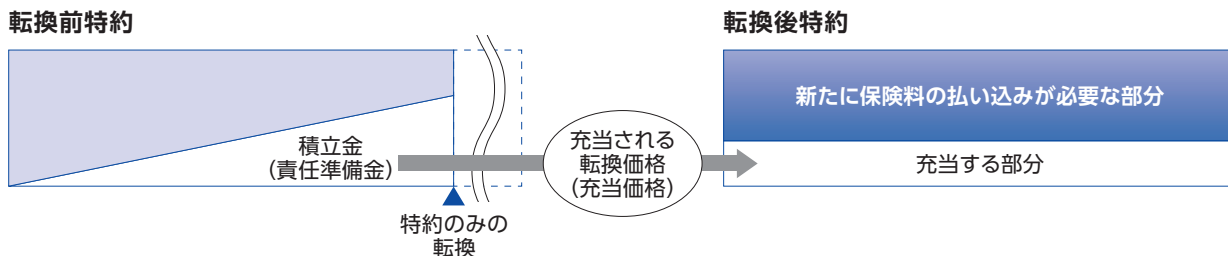 転換前特約
積立金
(責任準備金)
特約のみの
転換
充当される
転換価格
(充当価格)
転換後特約
新たに保険料の払い込みが必要な部分
充当する部分